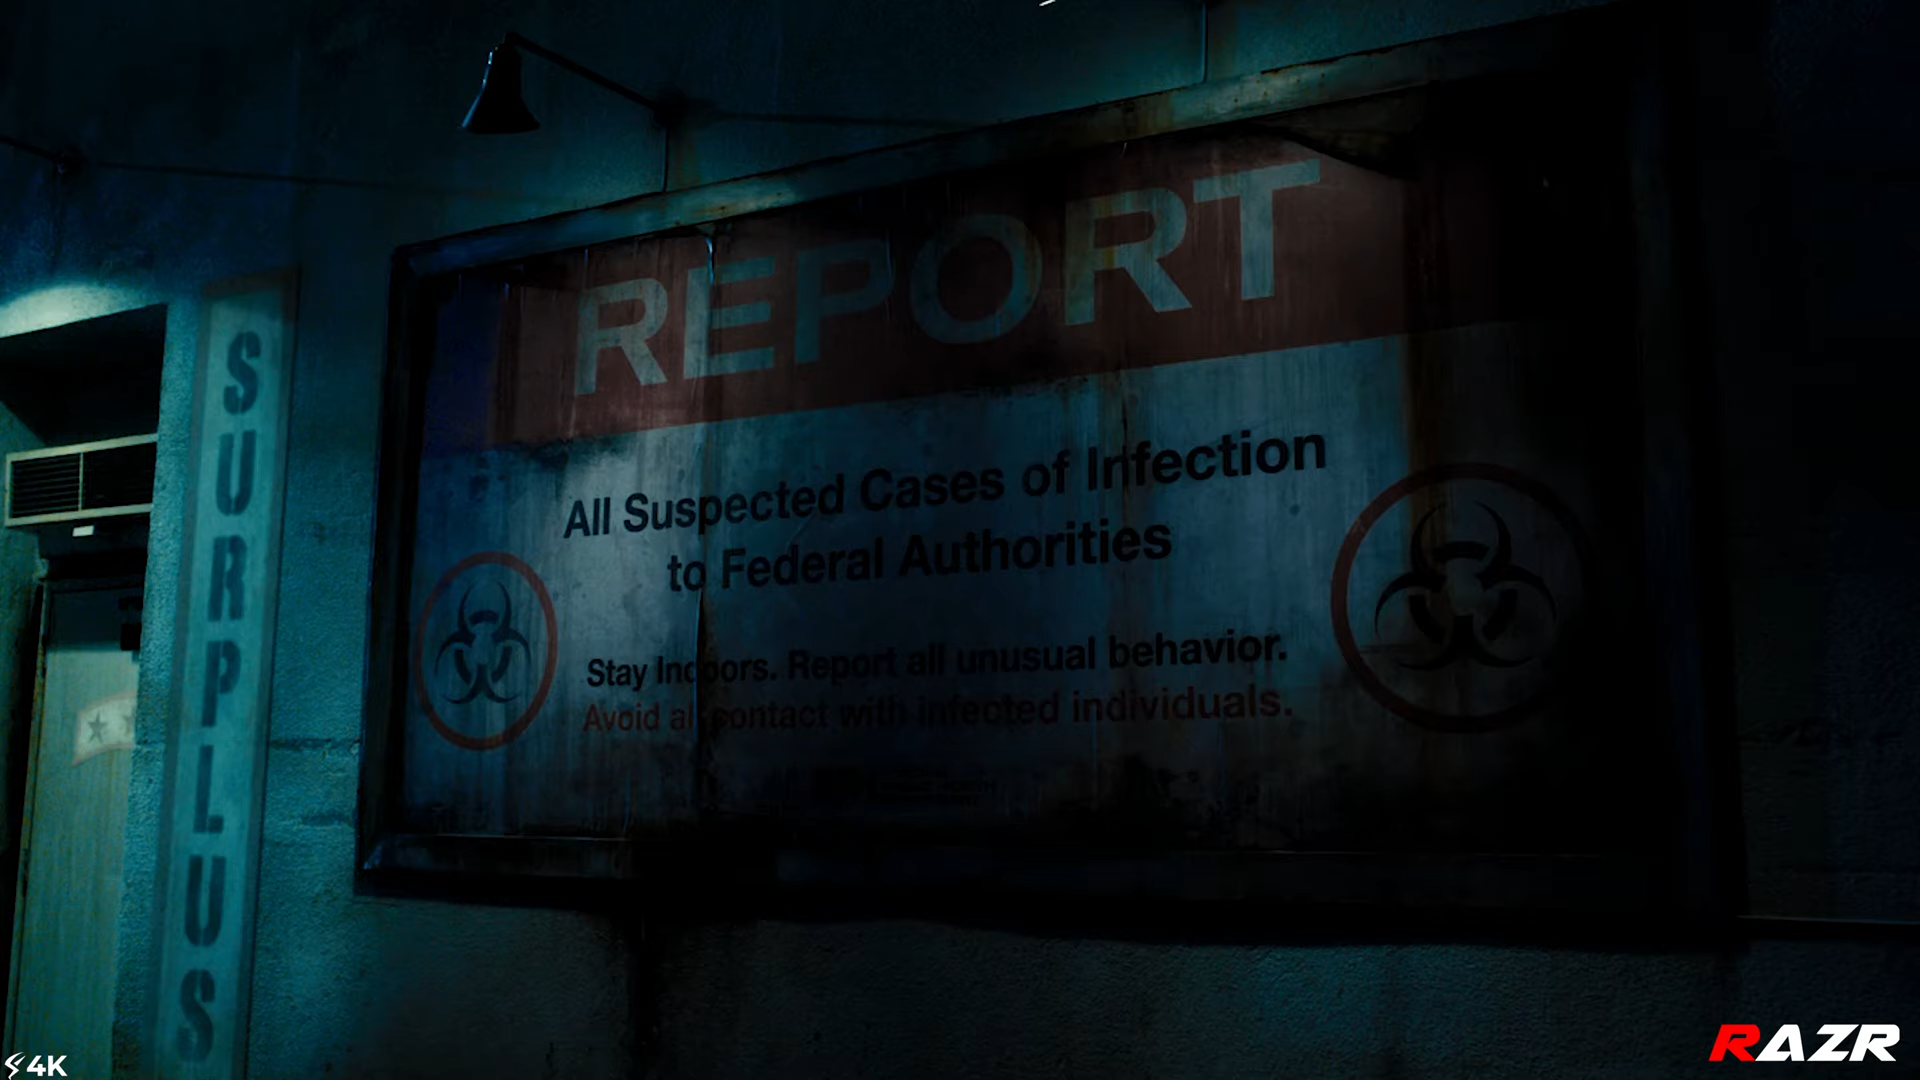 REPORT
All Suspected Cases of Infection
to Federal Authorities
Stay Indoors. Report all unusual behavior.
Avoid all contact with infected individuals.
SURPLUS
4K
RAZR